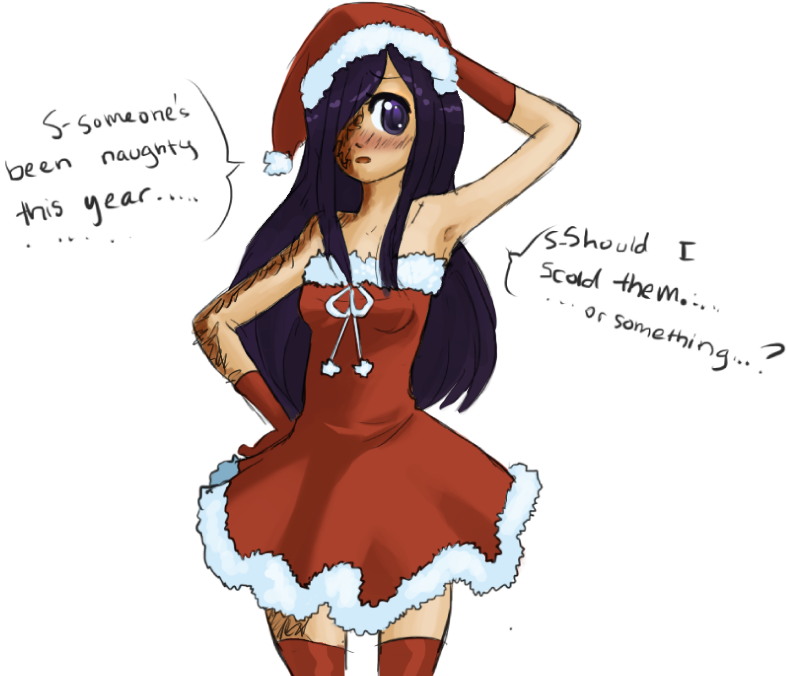 S-someone's
been naughty
this year.....
. ... . .
S-Should I
scold them.....
... or something...?